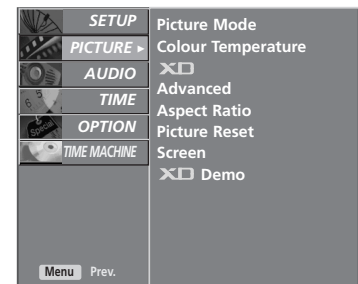 SETUP
PICTURE ►
AUDIO
TIME
OPTION
TIME MACHINE
Menu Prev.
Picture Mode
Colour Temperature
XD
Advanced
Aspect Ratio
Picture Reset
Screen
XD Demo